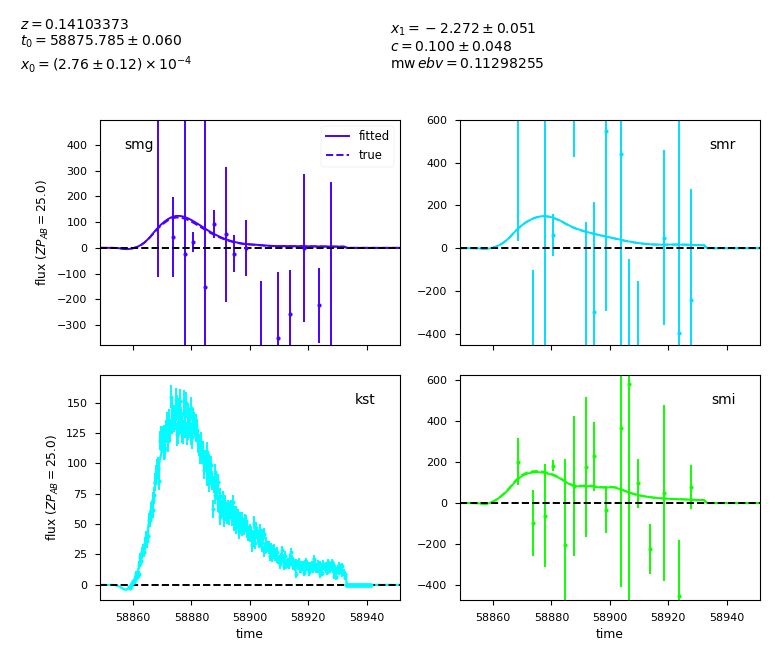 z = 0.14103373
t₀ = 58875.785 ± 0.060
x₀ = (2.76 ± 0.12) × 10⁻⁴
x₁ = − 2.272 ± 0.051
c = 0.100 ± 0.048
mw ebv = 0.11298255
smg
fitted
true
400
300
200
100
0
−100
−200
−300
flux (ZP_AB = 25.0)
smr
600
400
200
0
−200
−400
kst
150
125
100
75
50
25
0
flux (ZP_AB = 25.0)
58860 58880 58900 58920 58940
time
smi
600
400
200
0
−200
−400
58860 58880 58900 58920 58940
time